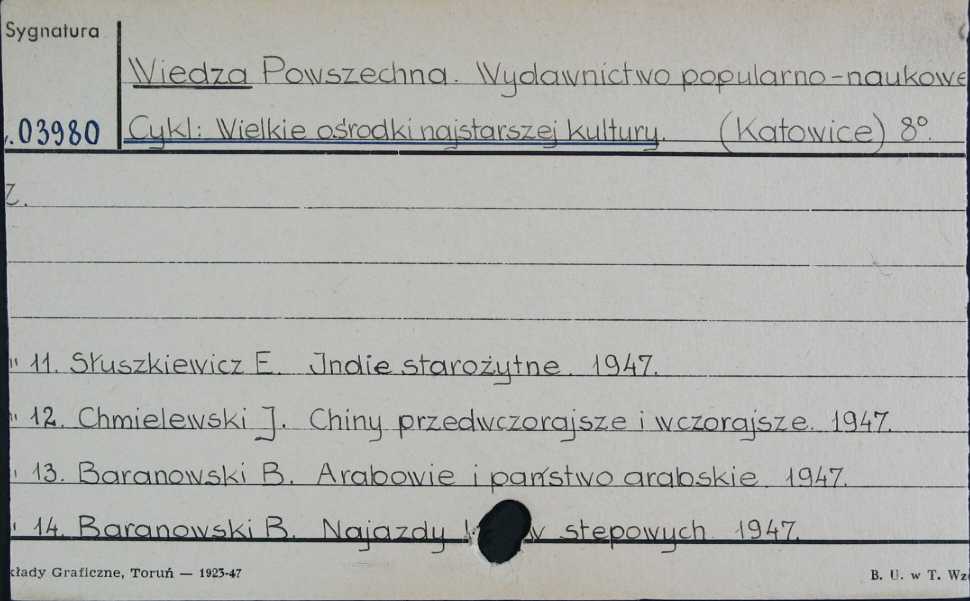 Sygnatura
Wiedza Powszechna. Wydawnictwo popularno-naukowe
03980 Cykl: Wielkie ośrodki najstarszej kultury. (Katowice) 8°.
Z.
" 11. Słuszkiewicz E. Indie starożytne. 1947.
" 12. Chmielewski J. Chiny przedwczorajsze i wczorajsze. 1947.
" 13. Baranowski B. Arabowie i państwo arabskie. 1947.
" 14. Baranowski B. Najazdy stepowych. 1947.
kłady Graficzne, Toruń — 1923-47
B. U. w T. Wz